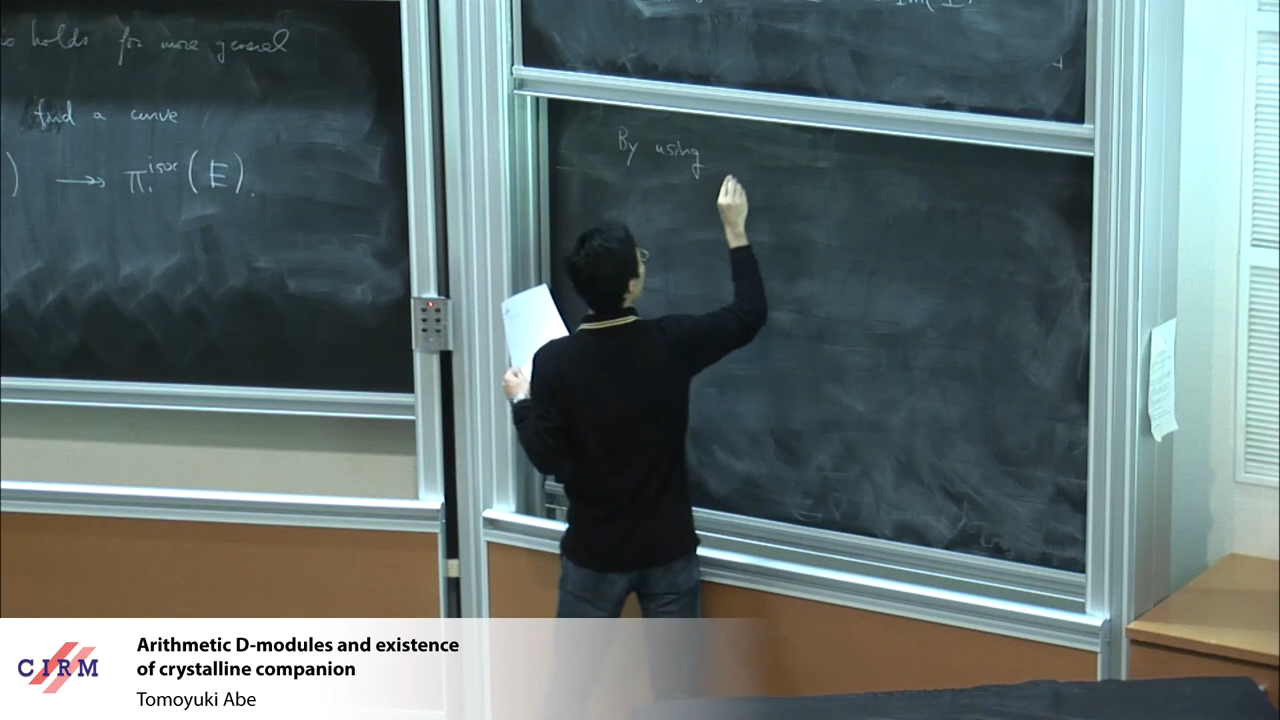 holds for more general
find a curve
) → π₁^{isoc} (E).
By using
CIRM
Arithmetic D-modules and existence
of crystalline companion
Tomoyuki Abe